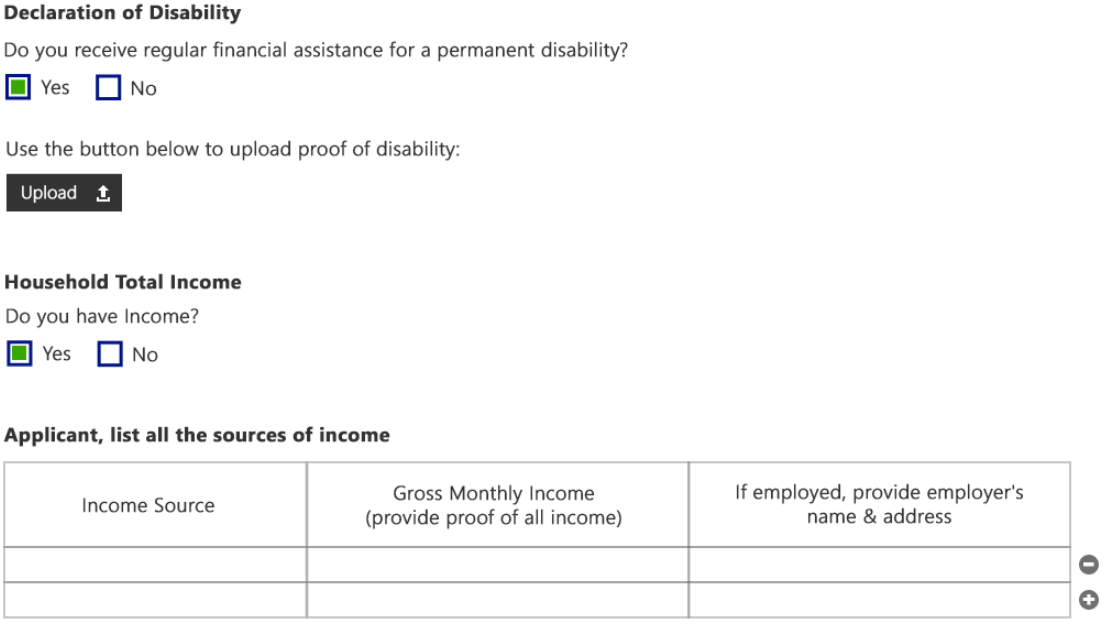 Declaration of Disability
Do you receive regular financial assistance for a permanent disability?
Yes No
Use the button below to upload proof of disability:
Upload
Household Total Income
Do you have Income?
Yes No
Applicant, list all the sources of income
Income Source
Gross Monthly Income
(provide proof of all income)
If employed, provide employer's
name & address